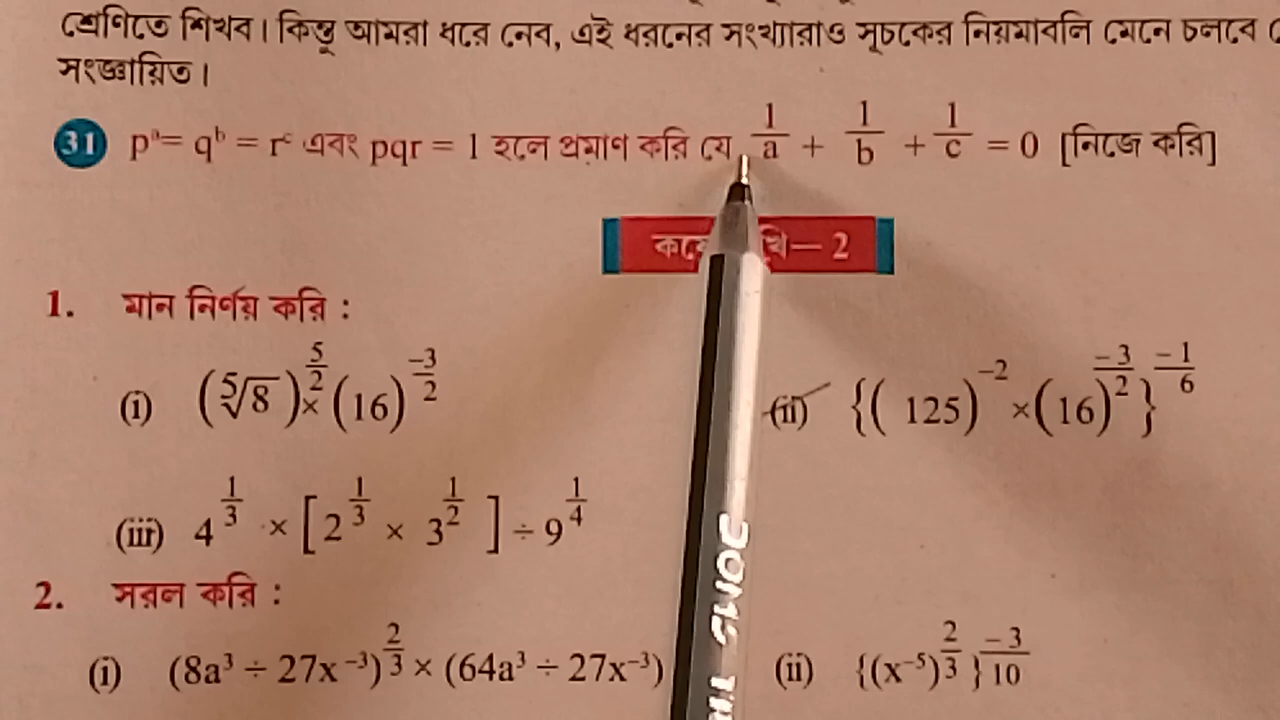 শ্রেণিতে শিখব। কিন্তু আমরা ধরে নেব, এই ধরনের সংখ্যারাও সূচকের নিয়মাবলি মেনে চলবে
সংজ্ঞায়িত।
31 pᵃ = qᵇ = rᶜ এবং pqr = 1 হলে প্রমাণ করি যে 1/a + 1/b + 1/c = 0 [নিজে করি]
— 2
1. মান নির্ণয় করি :
(i) (⁵√8)^(5/2) × (16)^(-3/2) (ii) {(125)^-2 × (16)^(-3/2)}^(-1/6)
(iii) 4^(1/3) × [2^(1/3) × 3^(1/2)] ÷ 9^(1/4)
2. সরল করি :
(i) (8a³ ÷ 27x⁻³)^(2/3) × (64a³ ÷ 27x⁻³) (ii) {(x⁻⁵)^(2/3)}^(-3/10)